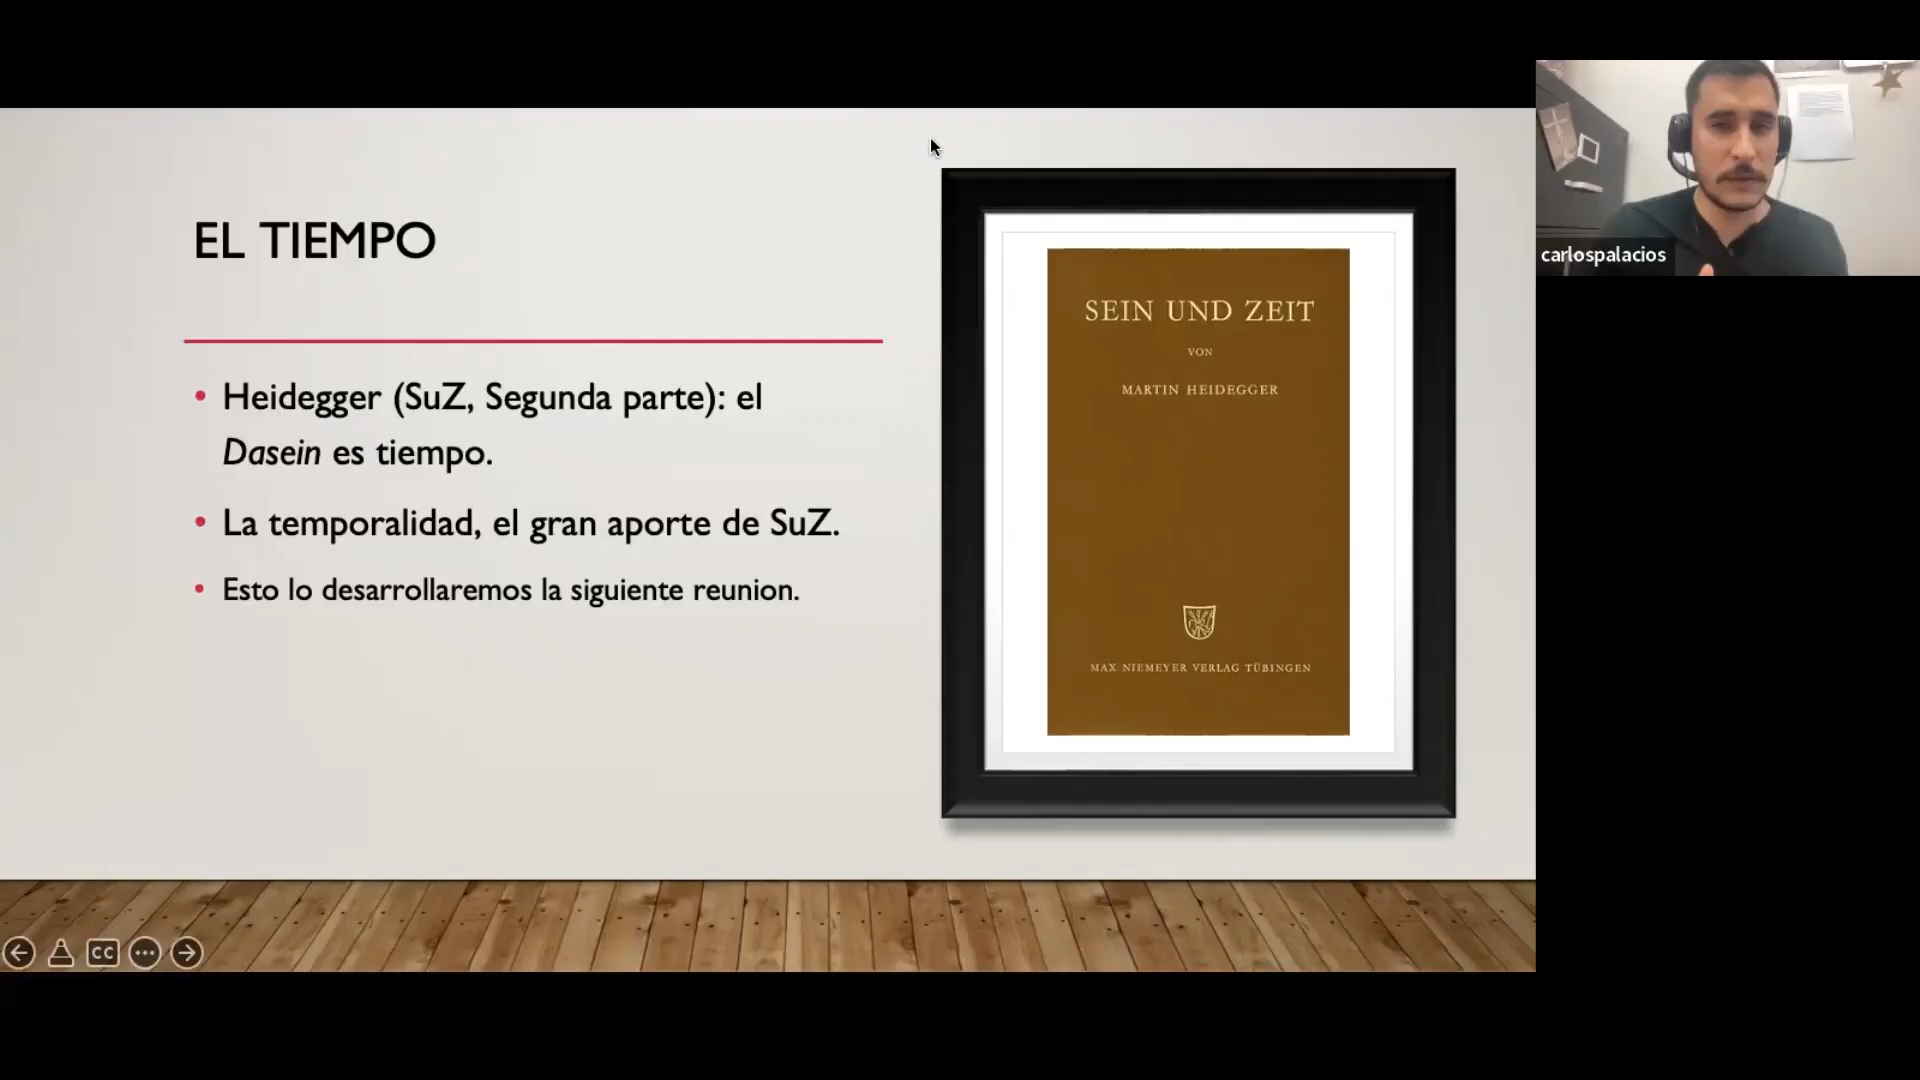 EL TIEMPO
• Heidegger (SuZ, Segunda parte): el
Dasein es tiempo.
• La temporalidad, el gran aporte de SuZ.
• Esto lo desarrollaremos la siguiente reunion.
SEIN UND ZEIT
VON
MARTIN HEIDEGGER
MAX NIEMEYER VERLAG TÜBINGEN
carlospalacios
CC